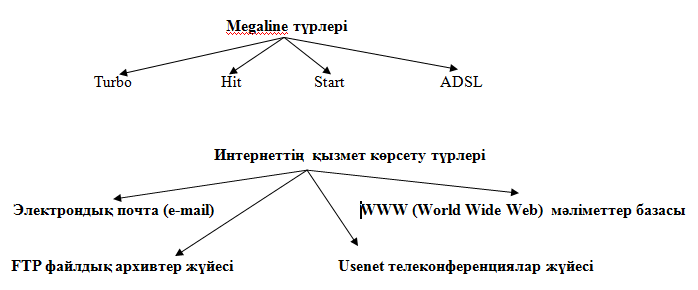 Megaline түрлері
Turbo Hit Start ADSL
Интернеттің қызмет көрсету түрлері
Электрондық почта (e-mail) WWW (World Wide Web) мәліметтер базасы
FTP файлдық архивтер жүйесі Usenet телеконференциялар жүйесі